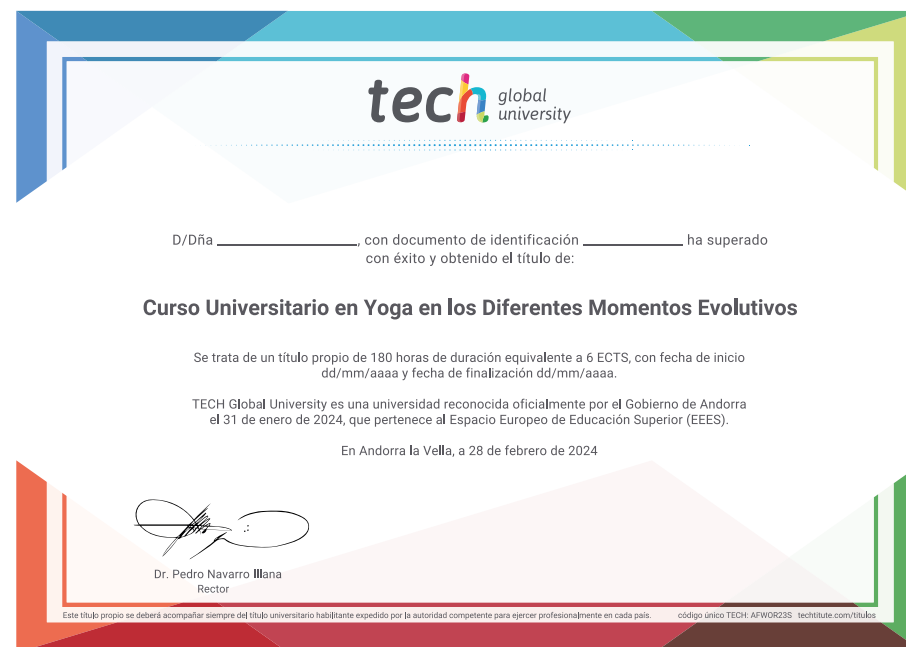 tech global university
D/Dña ____________________, con documento de identificación ______________ ha superado
con éxito y obtenido el título de:
Curso Universitario en Yoga en los Diferentes Momentos Evolutivos
Se trata de un título propio de 180 horas de duración equivalente a 6 ECTS, con fecha de inicio
dd/mm/aaaa y fecha de finalización dd/mm/aaaa.
TECH Global University es una universidad reconocida oficialmente por el Gobierno de Andorra
el 31 de enero de 2024, que pertenece al Espacio Europeo de Educación Superior (EEES).
En Andorra la Vella, a 28 de febrero de 2024
Dr. Pedro Navarro Illana
Rector
Este título propio se deberá acompañar siempre del título universitario habilitante expedido por la autoridad competente para ejercer profesionalmente en cada país. código único TECH: AFWOR23S techtitute.com/titulos